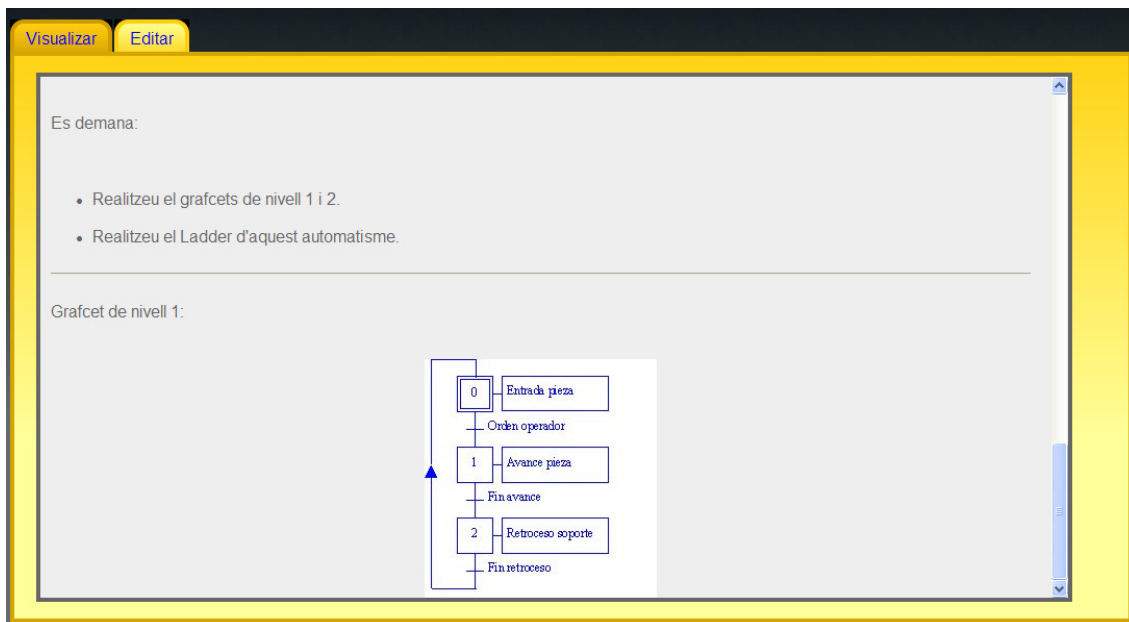 Visualizar
Editar
Es demana:
• Realitzeu el grafcets de nivell 1 i 2.
• Realitzeu el Ladder d'aquest automatisme.
Grafcet de nivell 1:
0
Entrada pieza
Orden operador
1
Avance pieza
Fin avance
2
Retroceso soporte
Fin retroceso